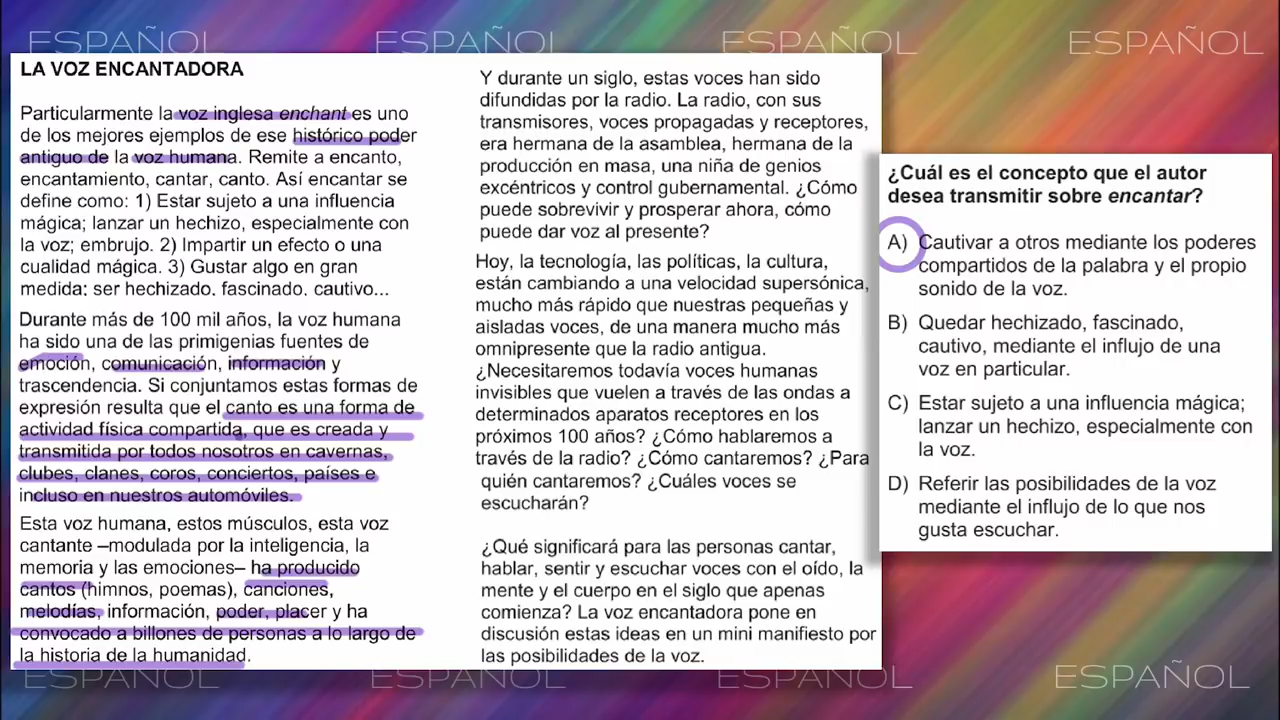 ESPAÑOL ESPAÑOL ESPAÑOL ESPAÑOL
LA VOZ ENCANTADORA
Particularmente la voz inglesa enchant es uno
de los mejores ejemplos de ese histórico poder
antiguo de la voz humana. Remite a encanto,
encantamiento, cantar, canto. Así encantar se
define como: 1) Estar sujeto a una influencia
mágica; lanzar un hechizo, especialmente con
la voz; embrujo. 2) Impartir un efecto o una
cualidad mágica. 3) Gustar algo en gran
medida; ser hechizado, fascinado, cautivo...
Durante más de 100 mil años, la voz humana
ha sido una de las primigenias fuentes de
emoción, comunicación, información y
trascendencia. Si conjuntamos estas formas de
expresión resulta que el canto es una forma de
actividad física compartida, que es creada y
transmitida por todos nosotros en cavernas,
clubes, clanes, coros, conciertos, países e
incluso en nuestros automóviles.
Esta voz humana, estos músculos, esta voz
cantante –modulada por la inteligencia, la
memoria y las emociones– ha producido
cantos (himnos, poemas), canciones,
melodías, información, poder, placer y ha
convocado a billones de personas a lo largo de
la historia de la humanidad.
Y durante un siglo, estas voces han sido
difundidas por la radio. La radio, con sus
transmisores, voces propagadas y receptores,
era hermana de la asamblea, hermana de la
producción en masa, una niña de genios
excéntricos y control gubernamental. ¿Cómo
puede sobrevivir y prosperar ahora, cómo
puede dar voz al presente?
Hoy, la tecnología, las políticas, la cultura,
están cambiando a una velocidad supersónica,
mucho más rápido que nuestras pequeñas y
aisladas voces, de una manera mucho más
omnipresente que la radio antigua.
¿Necesitaremos todavía voces humanas
invisibles que vuelen a través de las ondas a
determinados aparatos receptores en los
próximos 100 años? ¿Cómo hablaremos a
través de la radio? ¿Cómo cantaremos? ¿Para
quién cantaremos? ¿Cuáles voces se
escucharán?
¿Qué significará para las personas cantar,
hablar, sentir y escuchar voces con el oído, la
mente y el cuerpo en el siglo que apenas
comienza? La voz encantadora pone en
discusión estas ideas en un mini manifiesto por
las posibilidades de la voz.
¿Cuál es el concepto que el autor
desea transmitir sobre encantar?
A) Cautivar a otros mediante los poderes
compartidos de la palabra y el propio
sonido de la voz.
B) Quedar hechizado, fascinado,
cautivo, mediante el influjo de una
voz en particular.
C) Estar sujeto a una influencia mágica;
lanzar un hechizo, especialmente con
la voz.
D) Referir las posibilidades de la voz
mediante el influjo de lo que nos
gusta escuchar.
ESPAÑOL ESPAÑOL ESPAÑOL ESPAÑOL